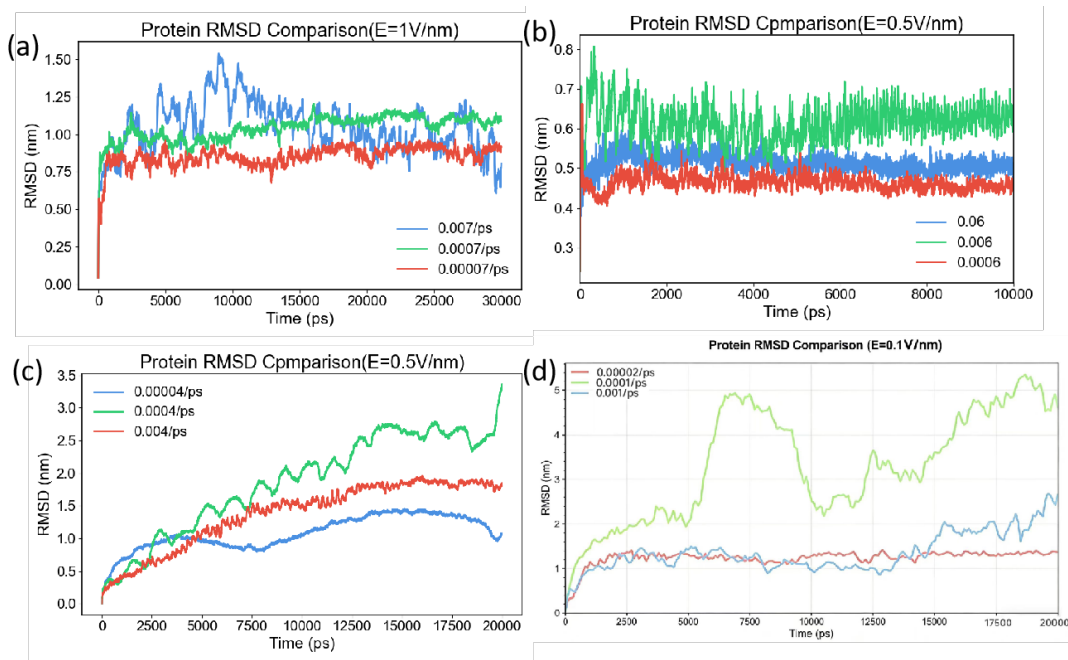 (a)
Protein RMSD Comparison(E=1V/nm)
1.50
1.25
1.00
0.75
0.50
0.25
0.00
RMSD (nm)
0.007/ps
0.0007/ps
0.00007/ps
0
5000
10000
15000
20000
25000
30000
Time (ps)
(b)
Protein RMSD Cpmparison(E=0.5V/nm)
0.8
0.7
0.6
0.5
0.4
0.3
RMSD (nm)
0.06
0.006
0.0006
0
2000
4000
6000
8000
10000
Time (ps)
(c)
Protein RMSD Cpmparison(E=0.5V/nm)
3.5
3.0
2.5
2.0
1.5
1.0
0.5
0.0
RMSD (nm)
0.00004/ps
0.0004/ps
0.004/ps
0
2500
5000
7500
10000
12500
15000
17500
20000
Time (ps)
(d)
Protein RMSD Comparison (E=0.1V/nm)
0.00002/ps
0.0001/ps
0.001/ps
5
4
3
2
1
0
RMSD (nm)
0
2500
5000
7500
10000
12500
15000
17500
20000
Time (ps)